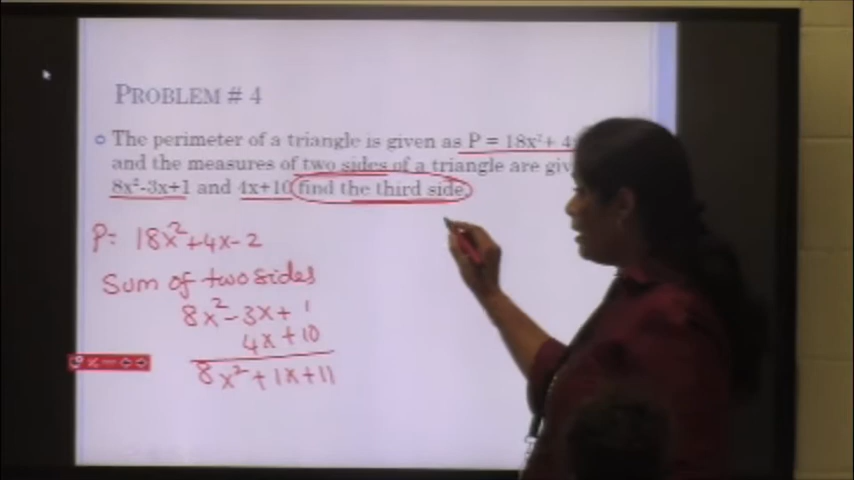 PROBLEM # 4
The perimeter of a triangle is given as P = 18x²+ 4
and the measures of two sides of a triangle are giv
8x²-3x+1 and 4x+10 find the third side.
P= 18x²+4x-2
Sum of two sides
8x²-3x+1
4x+10
8x²+1x+11